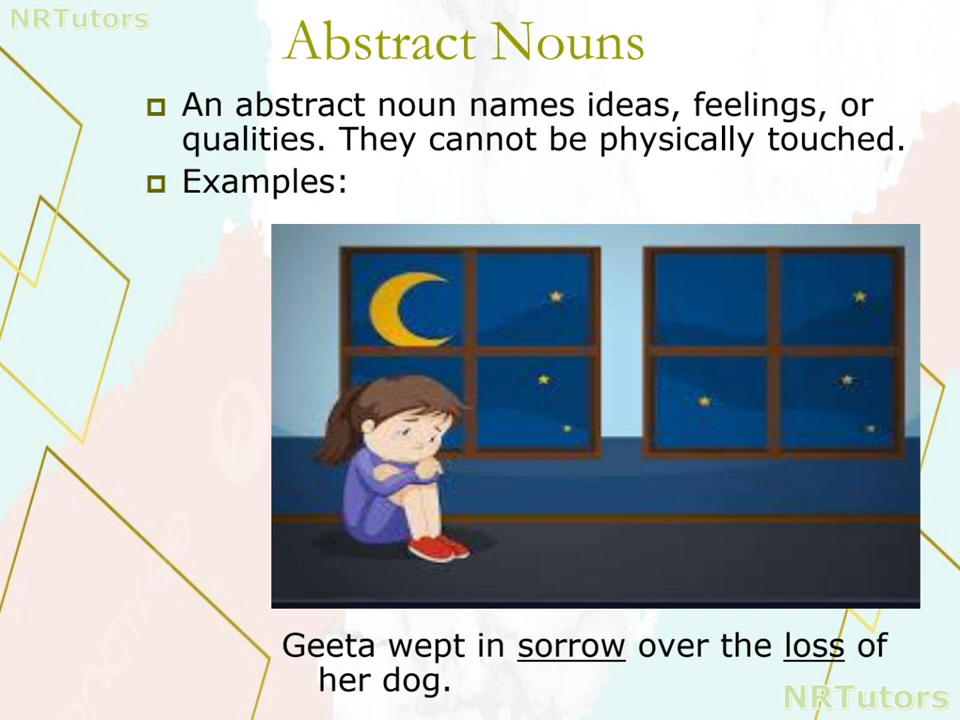 NRTutors
Abstract Nouns
An abstract noun names ideas, feelings, or
qualities. They cannot be physically touched.
Examples:
Geeta wept in sorrow over the loss of
her dog.
NRTutors